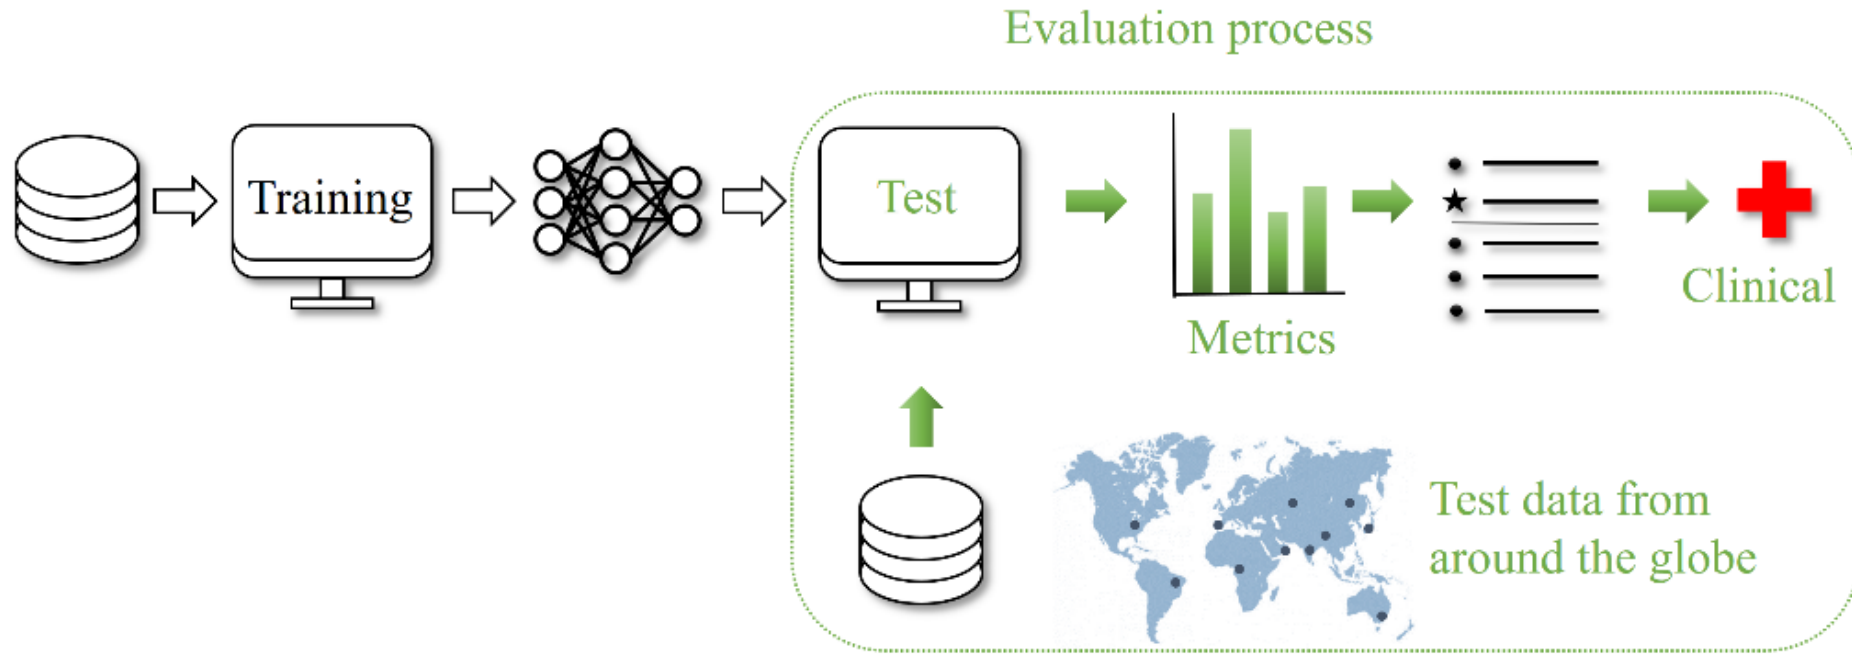 Evaluation process
Training
Test
Metrics
Clinical
Test data from
around the globe